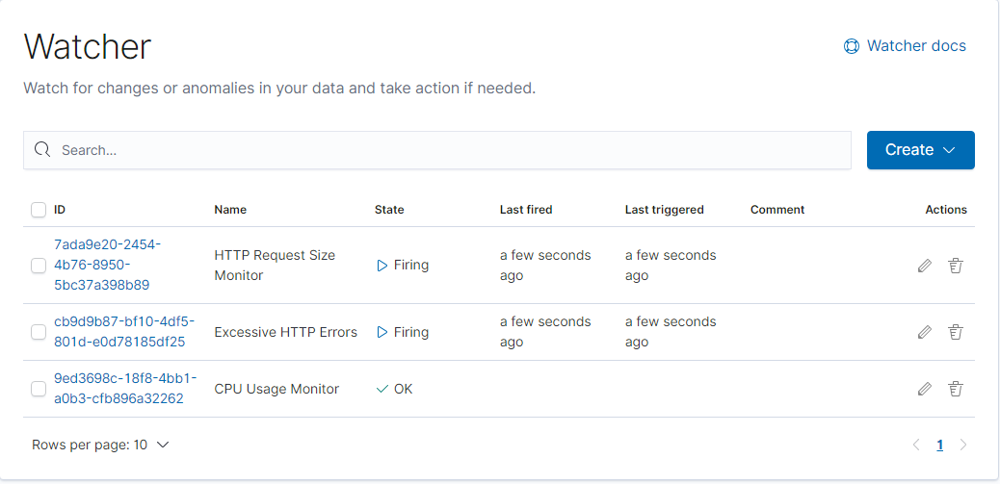 Watcher
Watcher docs
Watch for changes or anomalies in your data and take action if needed.
Search...
Create
ID Name State Last fired Last triggered Comment Actions
7ada9e20-2454-
4b76-8950-
5bc37a398b89
HTTP Request Size
Monitor
Firing
a few seconds
ago
a few seconds
ago
cb9d9b87-bf10-4df5-
801d-e0d78185df25
Excessive HTTP Errors
Firing
a few seconds
ago
a few seconds
ago
9ed3698c-18f8-4bb1-
a0b3-cfb896a32262
CPU Usage Monitor
OK
Rows per page: 10
1